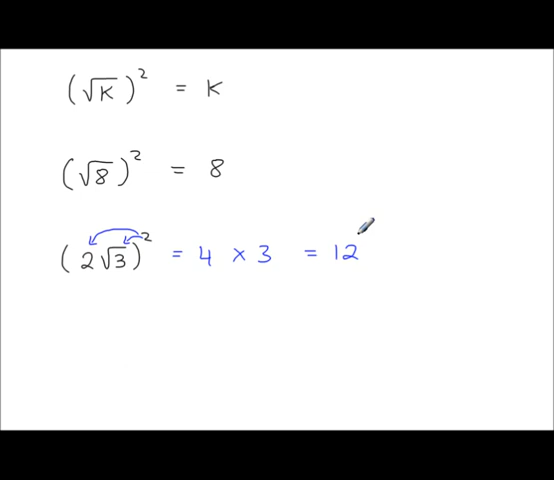 (√K)² = K
(√8)² = 8
(2√3)² = 4 × 3 = 12